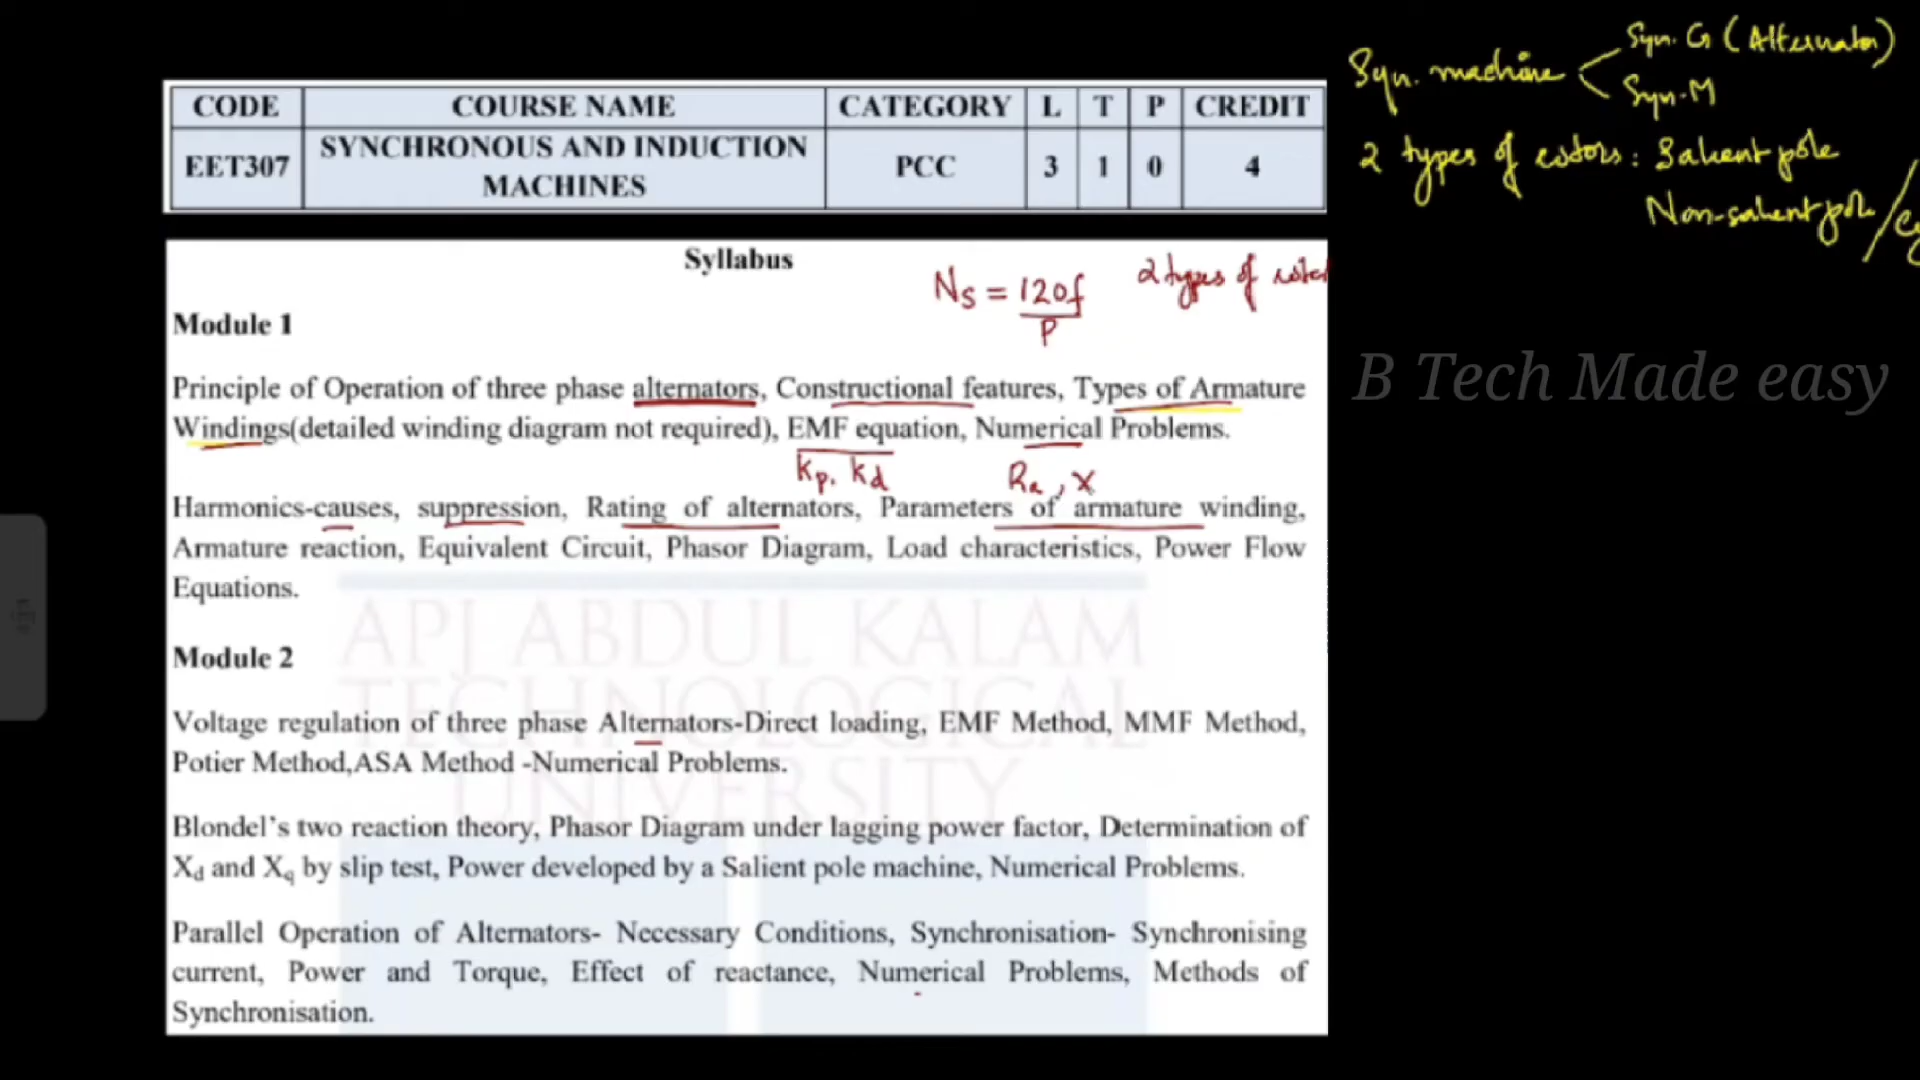 CODE COURSE NAME CATEGORY L T P CREDIT
EET307 SYNCHRONOUS AND INDUCTION MACHINES PCC 3 1 0 4
Syn. machine
Syn. G (Alternator)
Syn. M
2 types of rotors: Salient pole
Non-salient pole/
Syllabus
Ns = 120f
P
2 types of
Module 1
Principle of Operation of three phase alternators, Constructional features, Types of Armature
Windings(detailed winding diagram not required), EMF equation, Numerical Problems.
kp. kd
Ra, X
Harmonics-causes, suppression, Rating of alternators, Parameters of armature winding,
Armature reaction, Equivalent Circuit, Phasor Diagram, Load characteristics, Power Flow
Equations.
Module 2
Voltage regulation of three phase Alternators-Direct loading, EMF Method, MMF Method,
Potier Method,ASA Method -Numerical Problems.
Blondel's two reaction theory, Phasor Diagram under lagging power factor, Determination of
Xd and Xq by slip test, Power developed by a Salient pole machine, Numerical Problems.
Parallel Operation of Alternators- Necessary Conditions, Synchronisation- Synchronising
current, Power and Torque, Effect of reactance, Numerical Problems, Methods of
Synchronisation.
APJ ABDUL KALAM
TECHNOLOGICAL
UNIVERSITY
B Tech Made easy